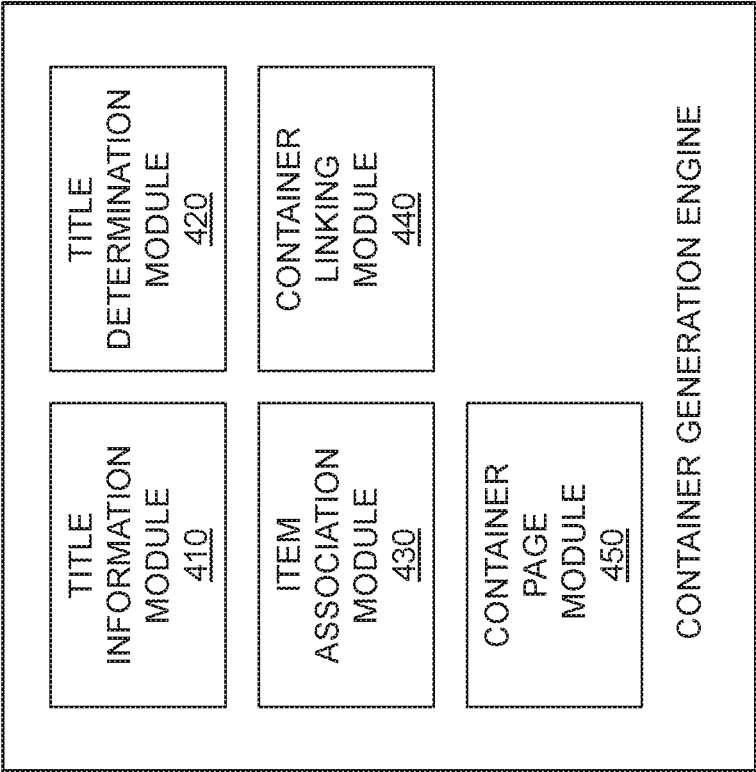 TITLE
INFORMATION
MODULE
410
TITLE
DETERMINATION
MODULE
420
ITEM
ASSOCIATION
MODULE
430
CONTAINER
LINKING
MODULE
440
CONTAINER
PAGE
MODULE
450
CONTAINER GENERATION ENGINE